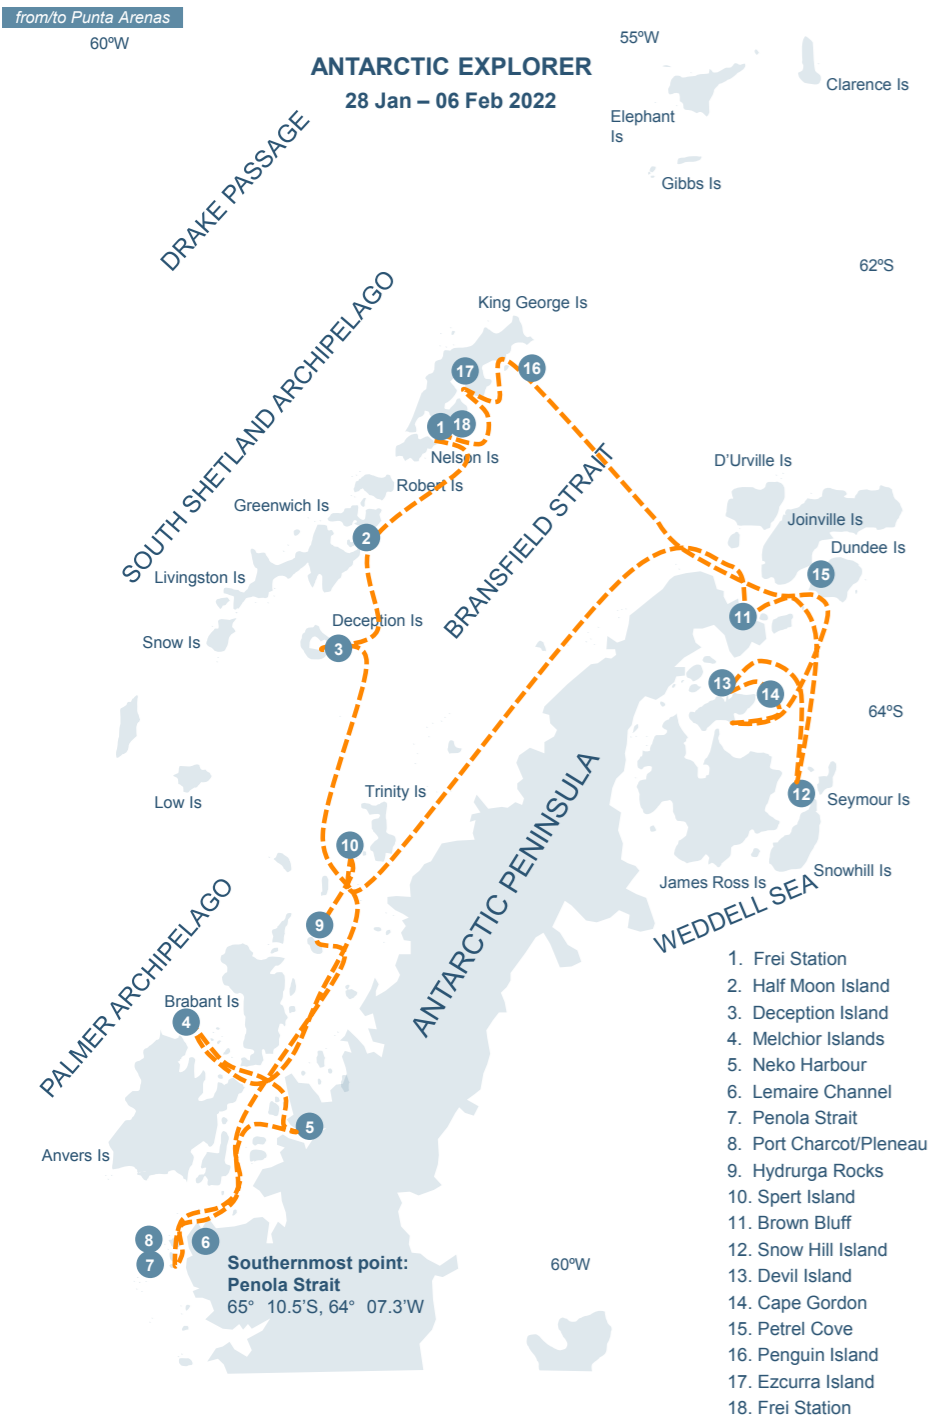 from/to Punta Arenas
60ºW
55ºW
ANTARCTIC EXPLORER
28 Jan – 06 Feb 2022
Clarence Is
Elephant
Is
Gibbs Is
DRAKE PASSAGE
62ºS
King George Is
SOUTH SHETLAND ARCHIPELAGO
17
16
1
18
Nelson Is
Robert Is
D'Urville Is
Greenwich Is
Joinville Is
2
Dundee Is
BRANSFIELD STRAIT
15
Livingston Is
11
Deception Is
Snow Is
3
13
14
64ºS
Low Is
Trinity Is
12
Seymour Is
10
Snowhill Is
James Ross Is
ANTARCTIC PENINSULA
WEDDELL SEA
9
PALMER ARCHIPELAGO
Brabant Is
4
5
Anvers Is
8
6
7
Southernmost point:
Penola Strait
65° 10.5'S, 64° 07.3'W
60ºW
1. Frei Station
2. Half Moon Island
3. Deception Island
4. Melchior Islands
5. Neko Harbour
6. Lemaire Channel
7. Penola Strait
8. Port Charcot/Pleneau
9. Hydrurga Rocks
10. Spert Island
11. Brown Bluff
12. Snow Hill Island
13. Devil Island
14. Cape Gordon
15. Petrel Cove
16. Penguin Island
17. Ezcurra Island
18. Frei Station